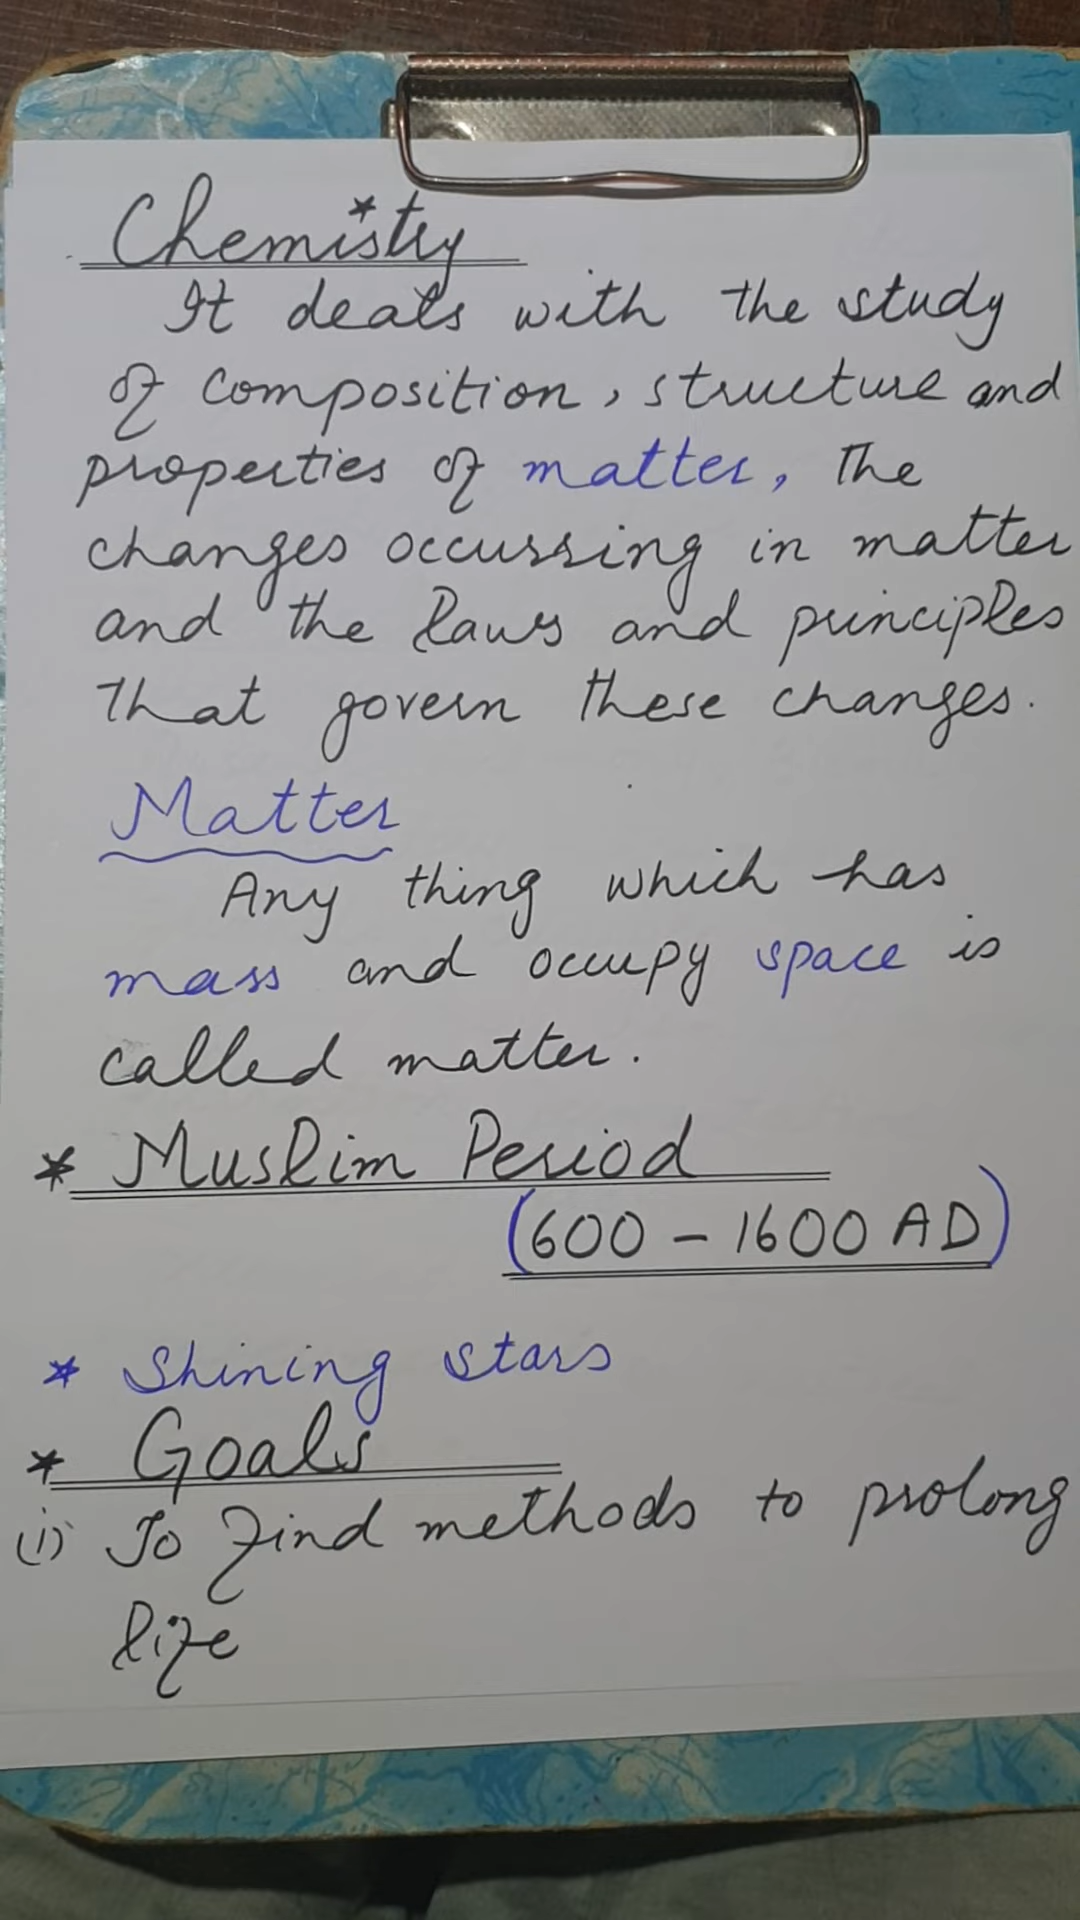 Chemistry
It deals with the study
of composition, structure and
properties of matter, the
changes occurring in matter
and the laws and principles
that govern these changes.
Matter
Any thing which has
mass and occupy space is
called matter.
* Muslim Period
(600 - 1600 AD)
* Shining stars
* Goals
(i) To find methods to prolong
life